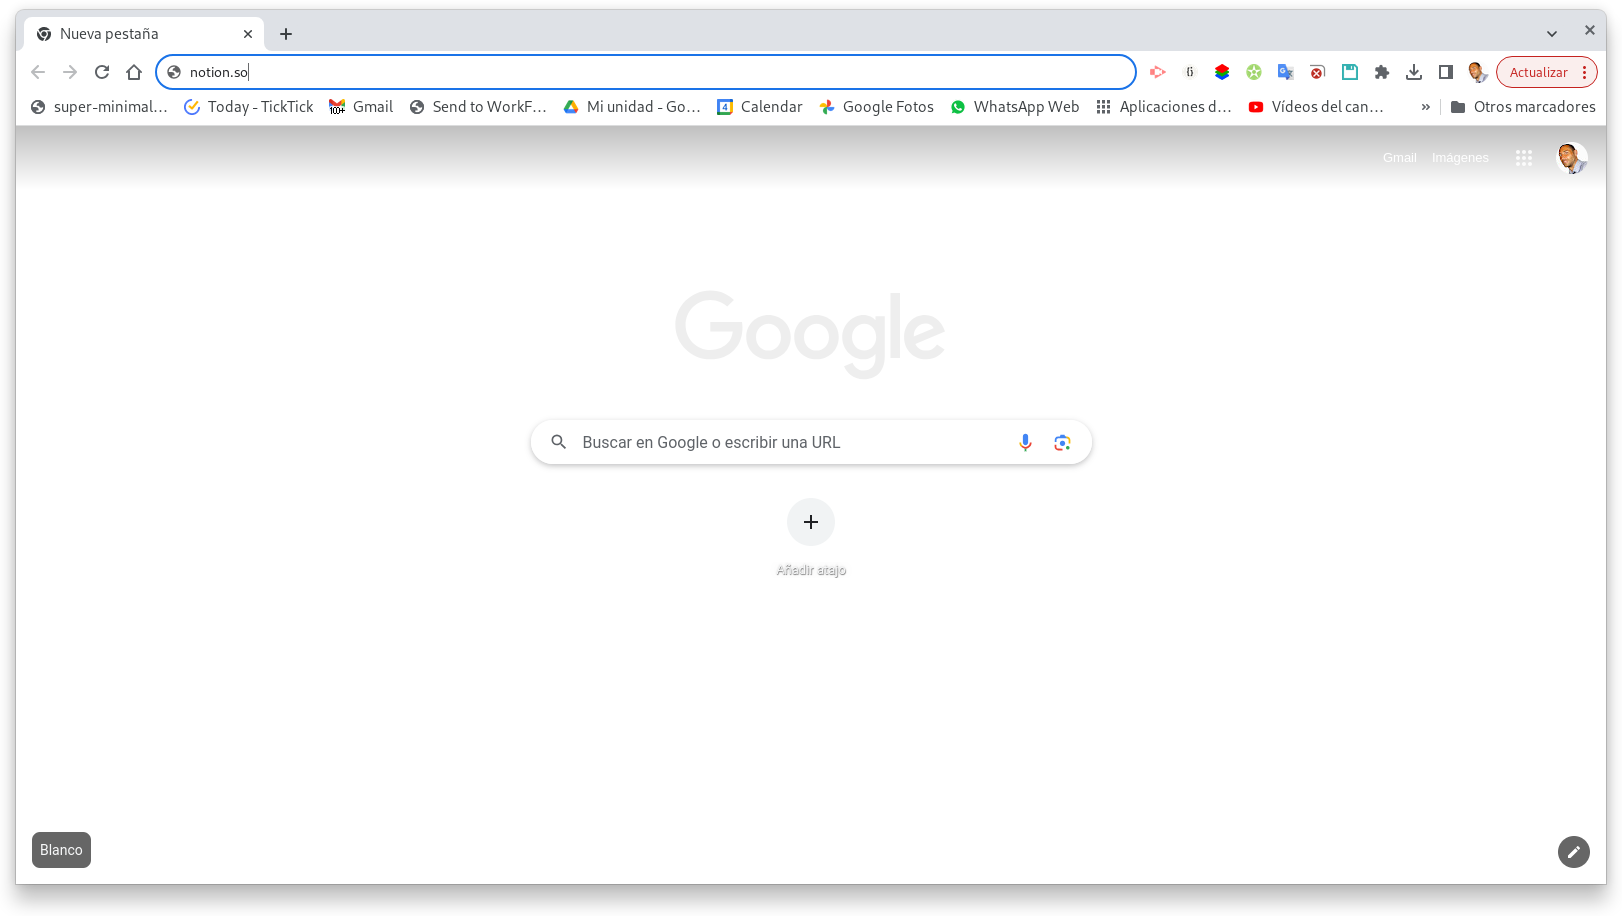 Nueva pestaña
notion.so
Actualizar
super-minimal... Today - TickTick Gmail Send to WorkF... Mi unidad - Go... 4 Calendar Google Fotos WhatsApp Web Aplicaciones d... Vídeos del can... » Otros marcadores
100+
Gmail Imágenes
Google
Buscar en Google o escribir una URL
Añadir atajo
Blanco